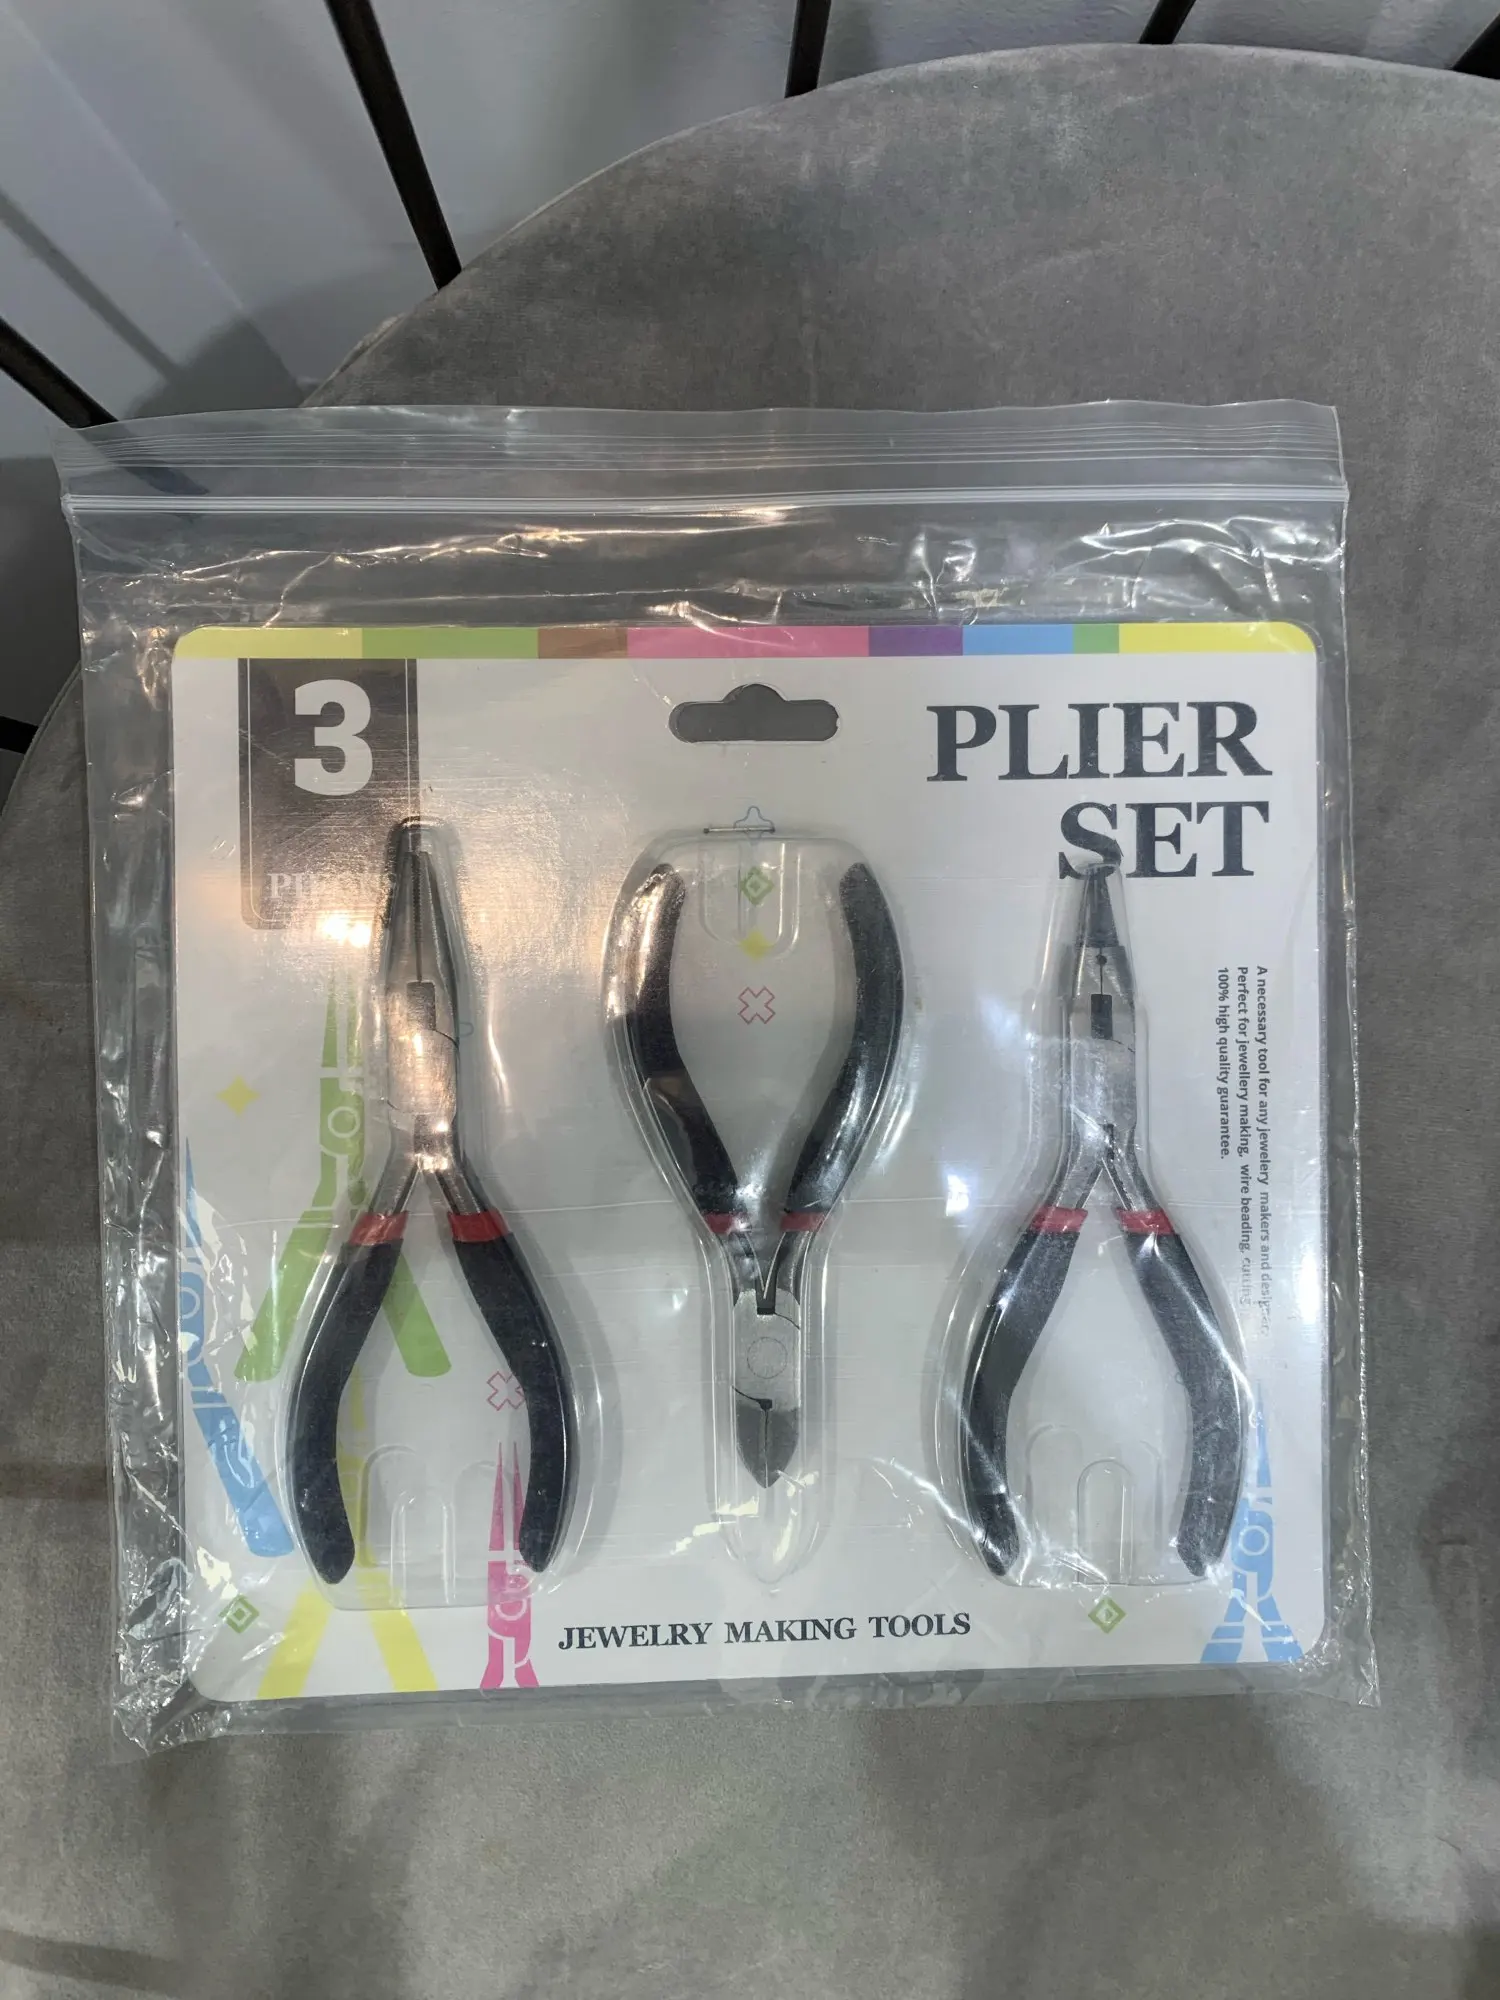 3
PIECES
PLIER
SET
A necessary tool for any jewelery makers and designer.
Perfect for jewellery making, wire beading, cutting
100% high quality guarantee.
JEWELRY MAKING TOOLS